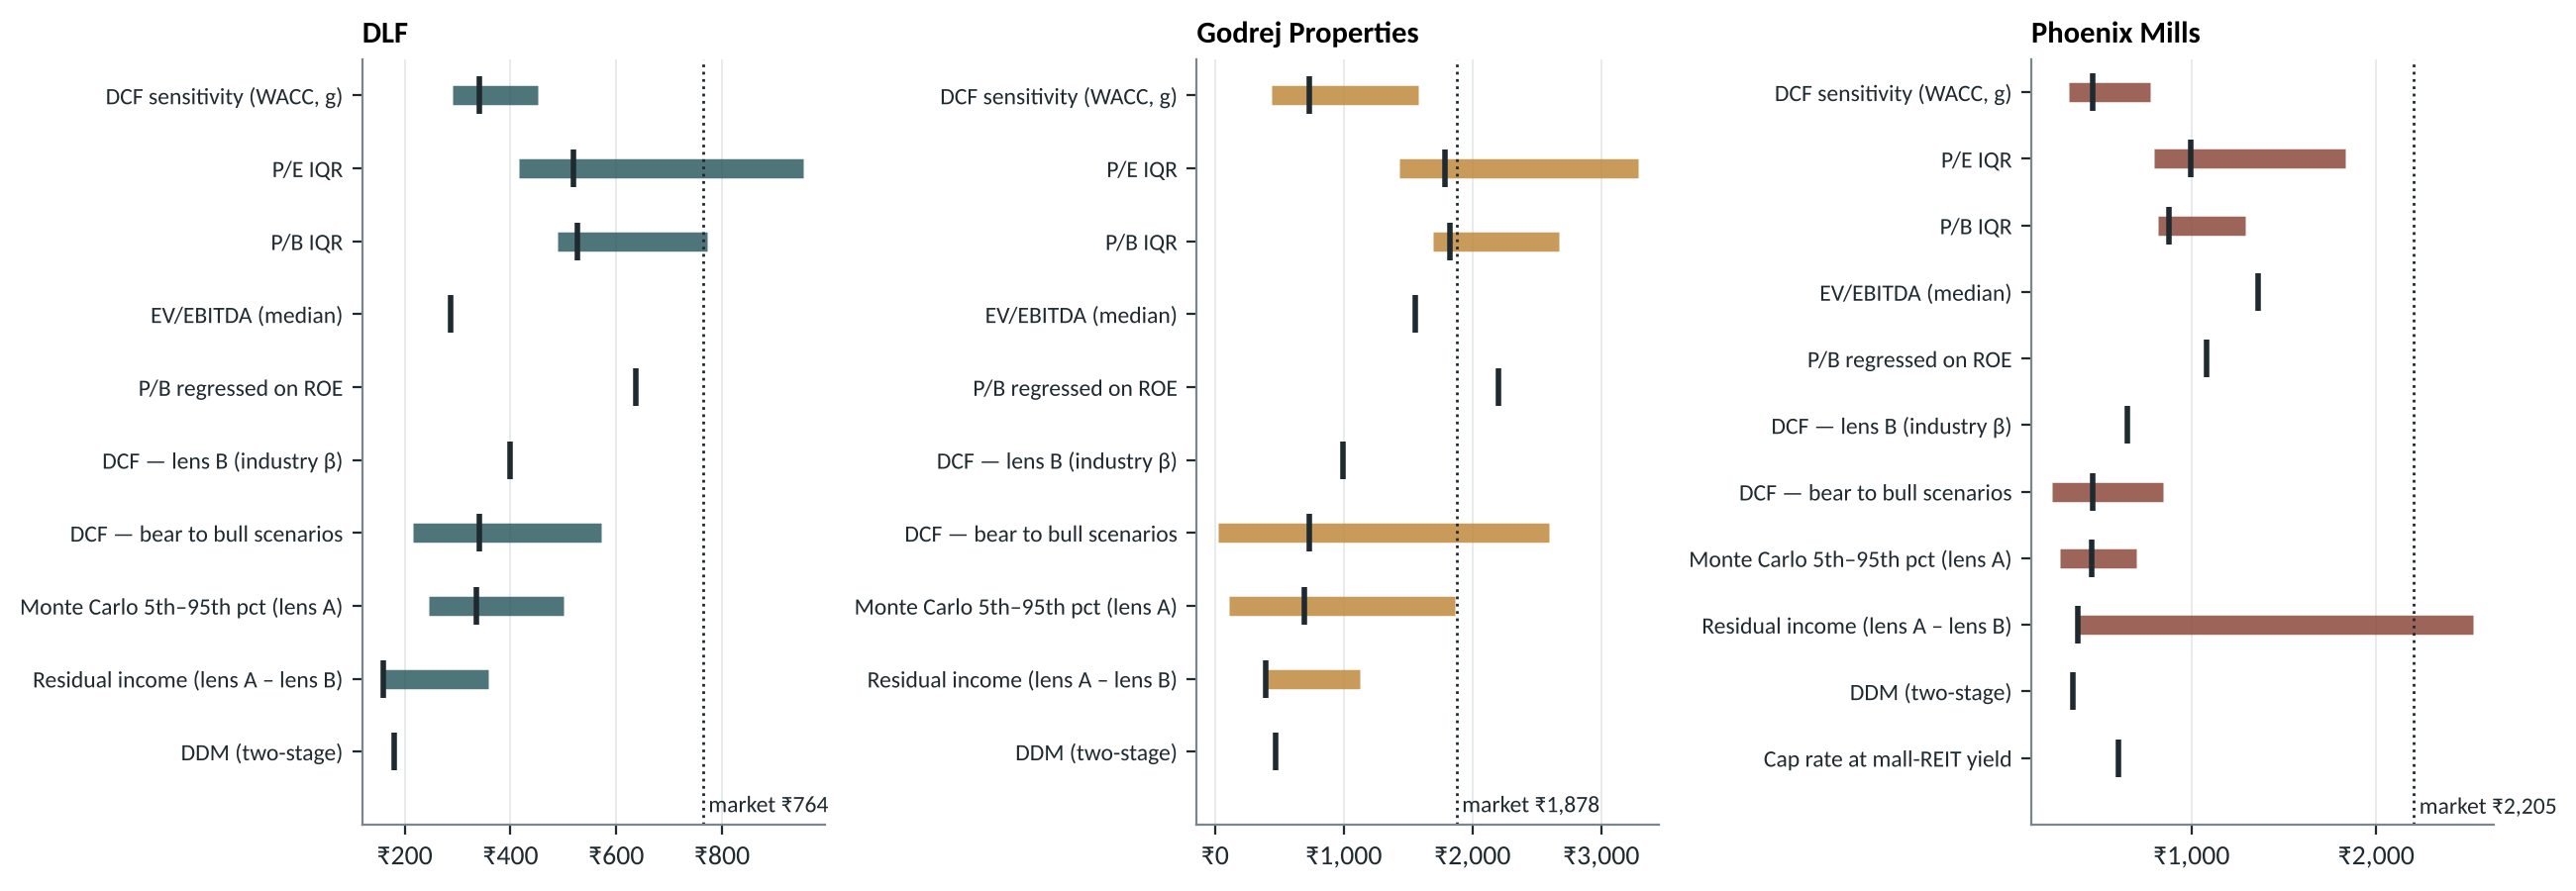 DLF
DCF sensitivity (WACC, g)
P/E IQR
P/B IQR
EV/EBITDA (median)
P/B regressed on ROE
DCF — lens B (industry β)
DCF — bear to bull scenarios
Monte Carlo 5th–95th pct (lens A)
Residual income (lens A – lens B)
DDM (two-stage)
market ₹764
₹200 ₹400 ₹600 ₹800
Godrej Properties
DCF sensitivity (WACC, g)
P/E IQR
P/B IQR
EV/EBITDA (median)
P/B regressed on ROE
DCF — lens B (industry β)
DCF — bear to bull scenarios
Monte Carlo 5th–95th pct (lens A)
Residual income (lens A – lens B)
DDM (two-stage)
market ₹1,878
₹0 ₹1,000 ₹2,000 ₹3,000
Phoenix Mills
DCF sensitivity (WACC, g)
P/E IQR
P/B IQR
EV/EBITDA (median)
P/B regressed on ROE
DCF — lens B (industry β)
DCF — bear to bull scenarios
Monte Carlo 5th–95th pct (lens A)
Residual income (lens A – lens B)
DDM (two-stage)
Cap rate at mall-REIT yield
market ₹2,205
₹1,000 ₹2,000